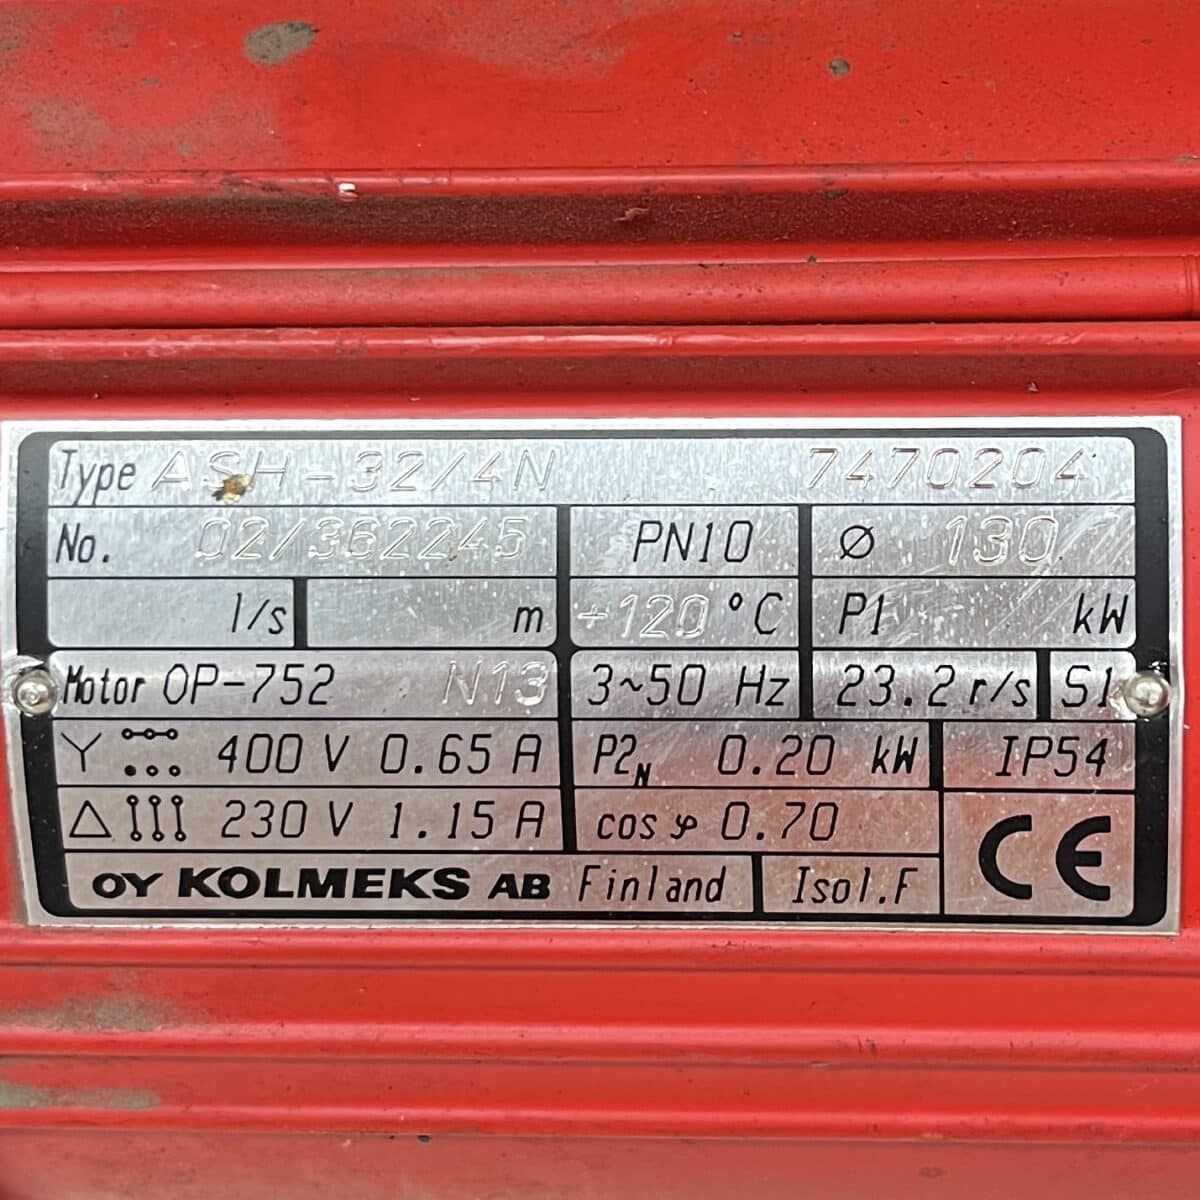 Type ASH-32/4N 7470204
No. 02/362245 PN10 Ø 130
l/s m +120 °C P1 kW
Motor OP-752 N13 3~50 Hz 23.2 r/s S1
Y 400 V 0.65 A P2N 0.20 kW IP54
△ 230 V 1.15 A cos φ 0.70 CE
OY KOLMEKS AB Finland Isol.F